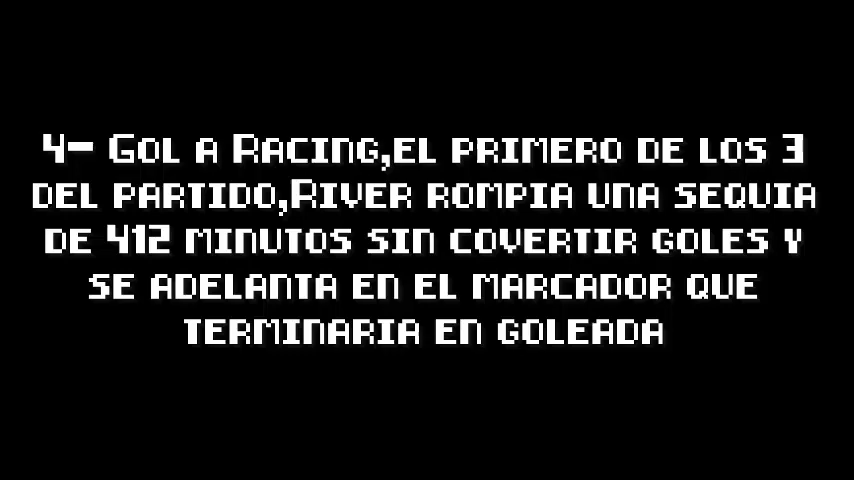 4- Gol a Racing,el primero de los 3
del partido,River rompia una sequia
de 412 minutos sin covertir goles y
se adelanta en el marcador que
terminaria en goleada